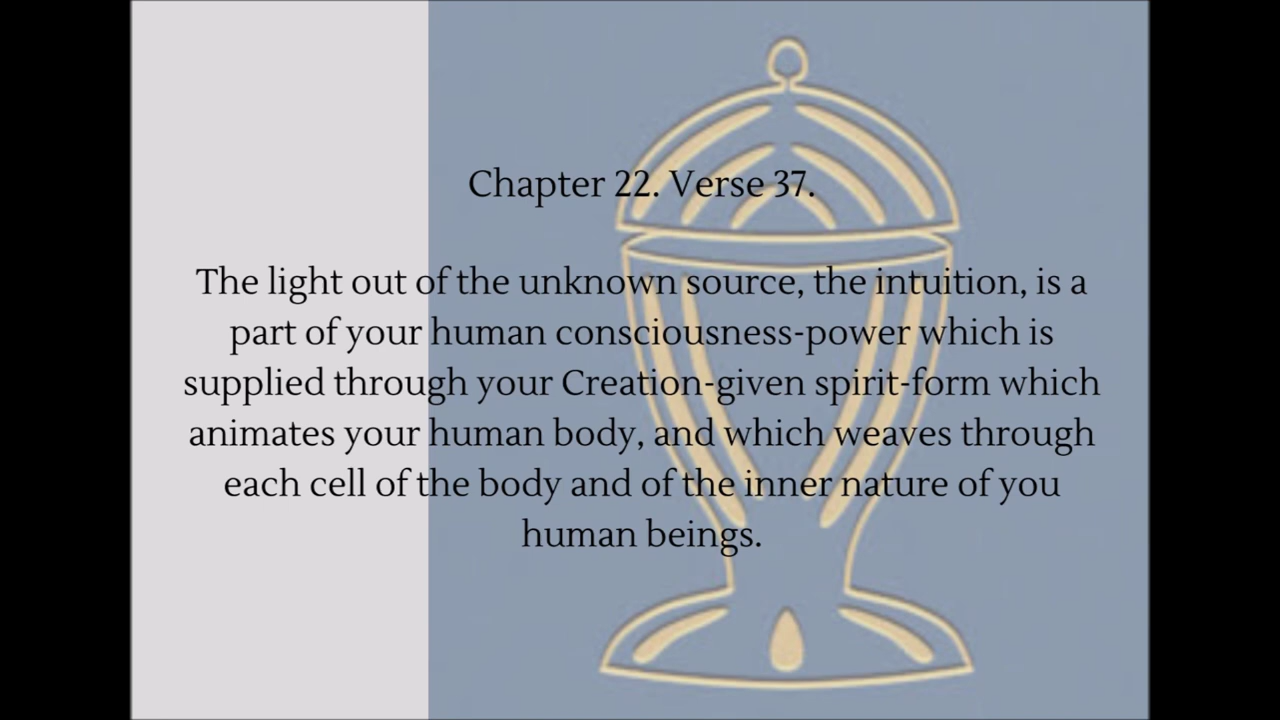 Chapter 22. Verse 37.
The light out of the unknown source, the intuition, is a
part of your human consciousness-power which is
supplied through your Creation-given spirit-form which
animates your human body, and which weaves through
each cell of the body and of the inner nature of you
human beings.